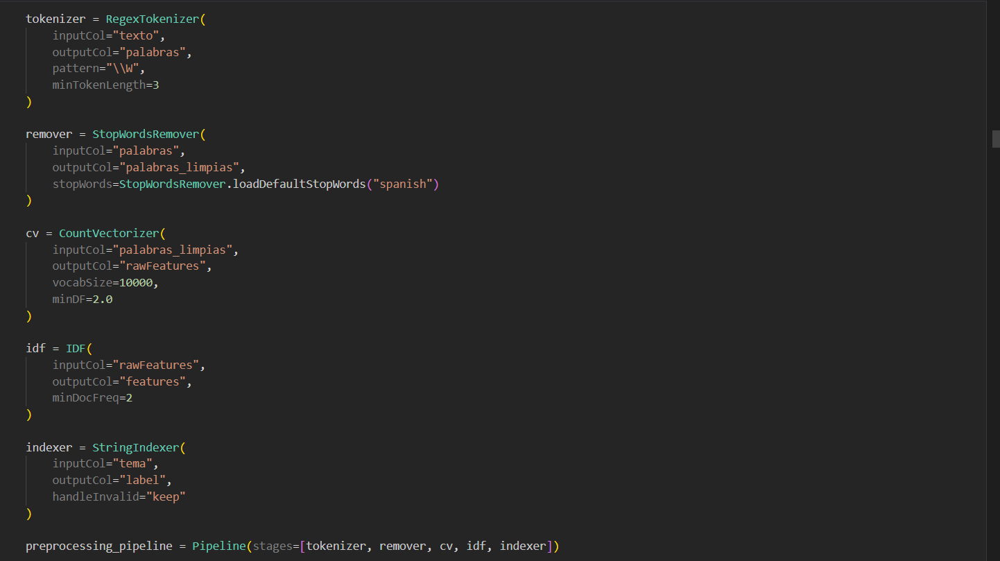 tokenizer = RegexTokenizer(
    inputCol="texto",
    outputCol="palabras",
    pattern="\\W",
    minTokenLength=3
)
remover = StopWordsRemover(
    inputCol="palabras",
    outputCol="palabras_limpias",
    stopWords=StopWordsRemover.loadDefaultStopWords("spanish")
)
cv = CountVectorizer(
    inputCol="palabras_limpias",
    outputCol="rawFeatures",
    vocabSize=10000,
    minDF=2.0
)
idf = IDF(
    inputCol="rawFeatures",
    outputCol="features",
    minDocFreq=2
)
indexer = StringIndexer(
    inputCol="tema",
    outputCol="label",
    handleInvalid="keep"
)
preprocessing_pipeline = Pipeline(stages=[tokenizer, remover, cv, idf, indexer])